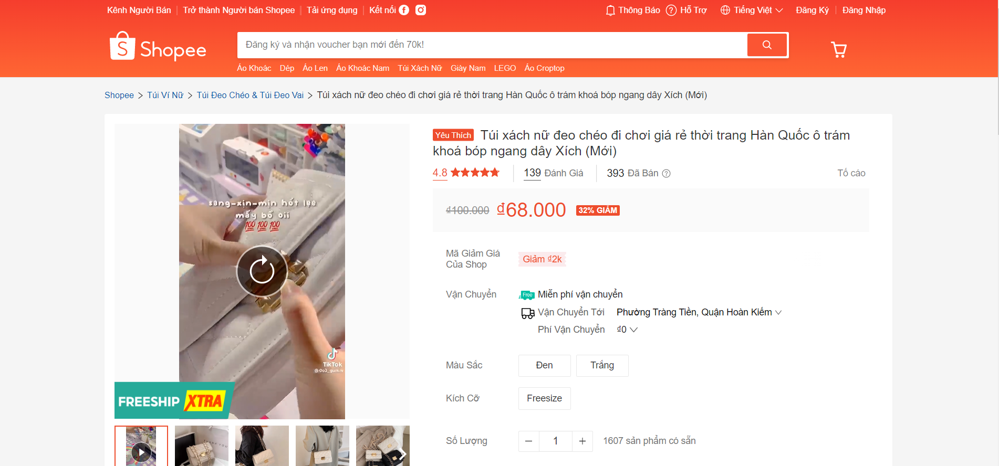 Kênh Người Bán
Trở thành Người bán Shopee
Tải ứng dụng
Kết nối
Thông Báo
Hỗ Trợ
Tiếng Việt
Đăng Ký
Đăng Nhập
Shopee
Đăng ký và nhận voucher bạn mới đến 70k!
Áo Khoác Dép Áo Len Áo Khoác Nam Túi Xách Nữ Giày Nam LEGO Áo Croptop
Shopee > Túi Ví Nữ > Túi Đeo Chéo & Túi Đeo Vai > Túi xách nữ đeo chéo đi chơi giá rẻ thời trang Hàn Quốc ô trám khoá bóp ngang dây Xích (Mới)
sang-xịn-mịn hót lee
mấy bồ oii
💯💯💯
TikTok
FREESHIP XTRA
Yêu Thích Túi xách nữ đeo chéo đi chơi giá rẻ thời trang Hàn Quốc ô trám
khoá bóp ngang dây Xích (Mới)
4.8 139 Đánh Giá 393 Đã Bán ? Tố cáo
₫100.000 ₫68.000 32% GIẢM
Mã Giảm Giá
Của Shop
Giảm ₫2k
Vận Chuyển
Free Miễn phí vận chuyển
Vận Chuyển Tới Phường Tràng Tiền, Quận Hoàn Kiếm
Phí Vận Chuyển ₫0
Màu Sắc Đen Trắng
Kích Cỡ Freesize
Số Lượng − 1 + 1607 sản phẩm có sẵn